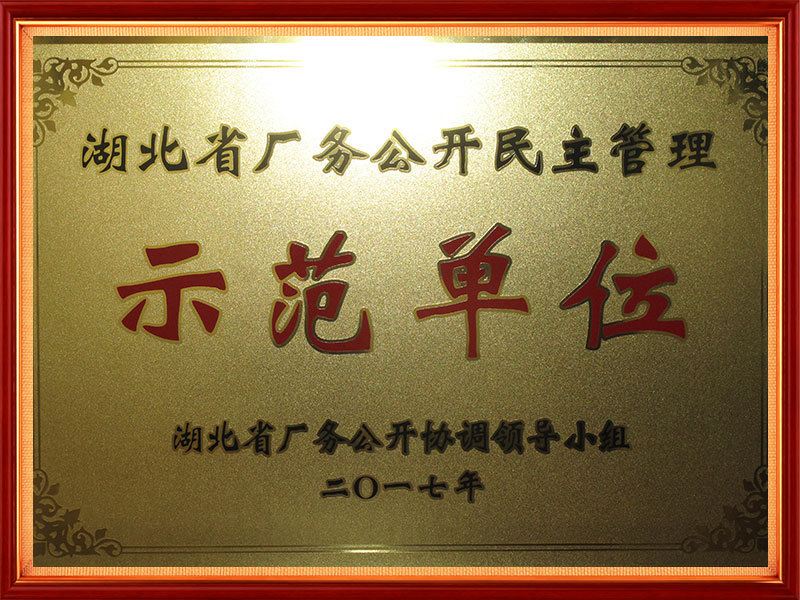 湖北省厂务公开民主管理
示范单位
湖北省厂务公开协调领导小组
二〇一七年